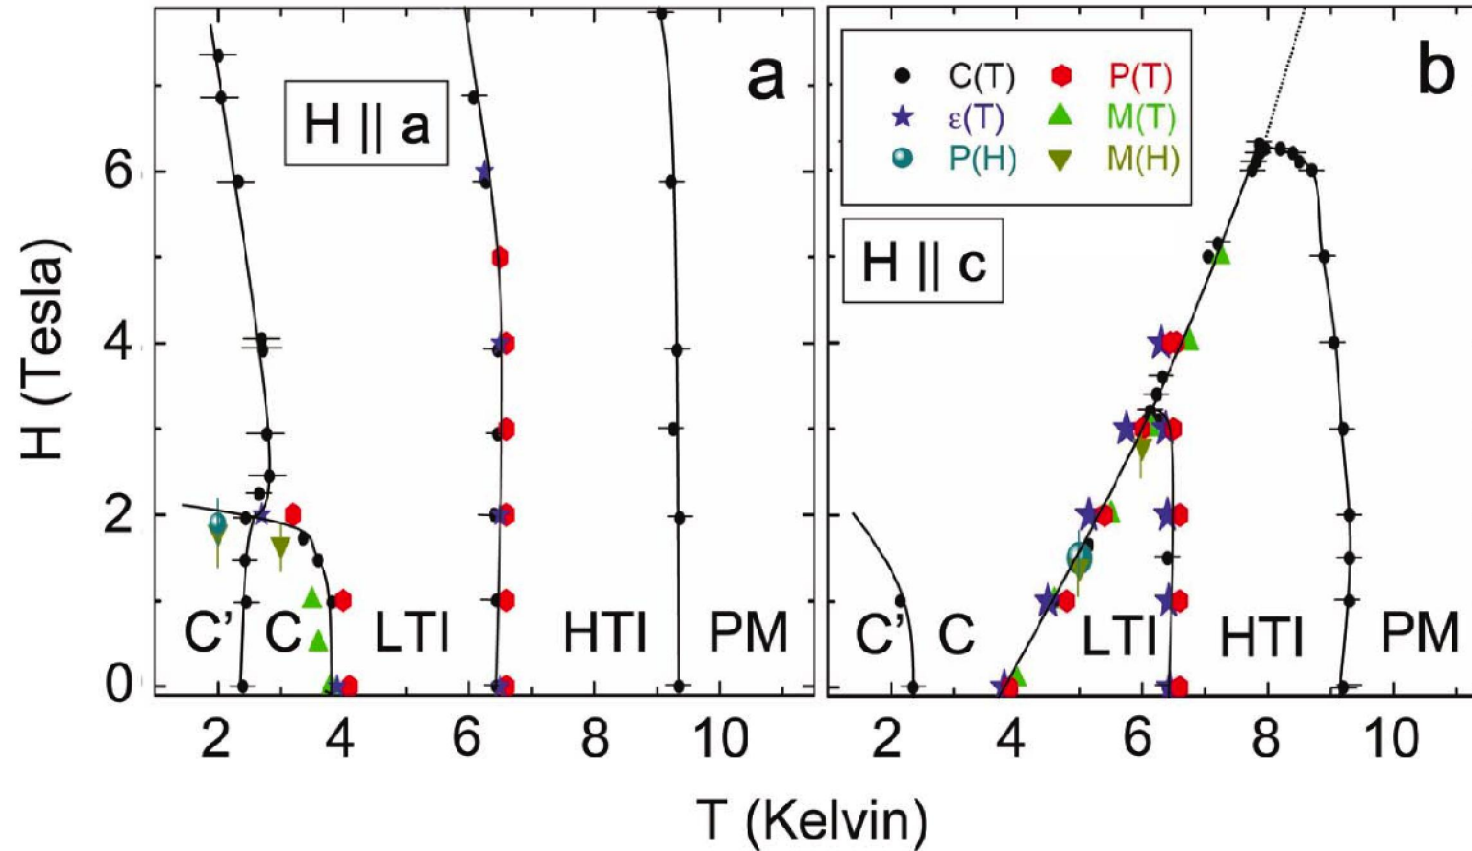 a
H || a
6
4
2
0
H (Tesla)
C’ C LTI HTI PM
2 4 6 8 10
b
C(T) P(T)
ε(T) M(T)
P(H) M(H)
H || c
C’ C LTI HTI PM
2 4 6 8 10
T (Kelvin)